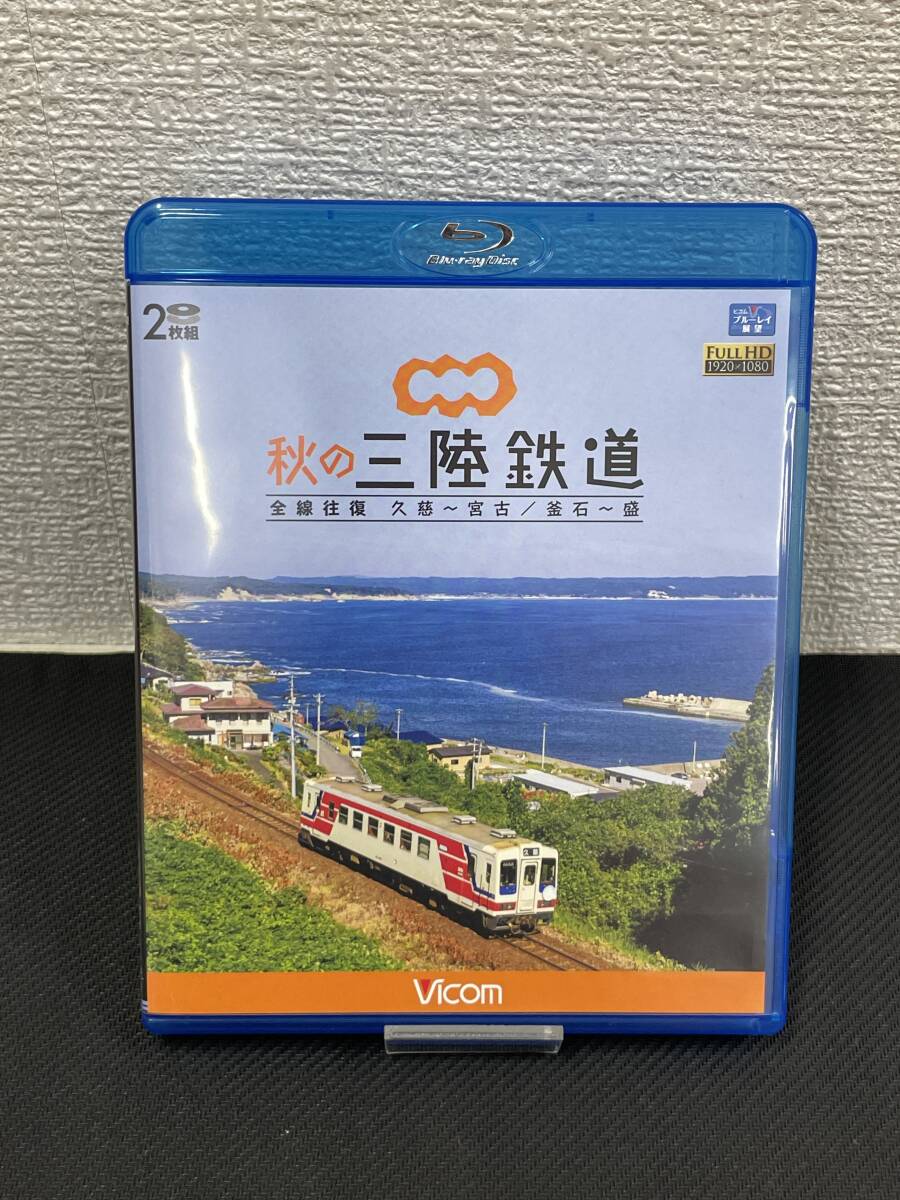 Blu-ray Disc
2枚組
ビコム
ブルーレイ
展望
FULL HD
1920×1080
秋の三陸鉄道
全線往復 久慈～宮古／釜石～盛
久慈
Vicom